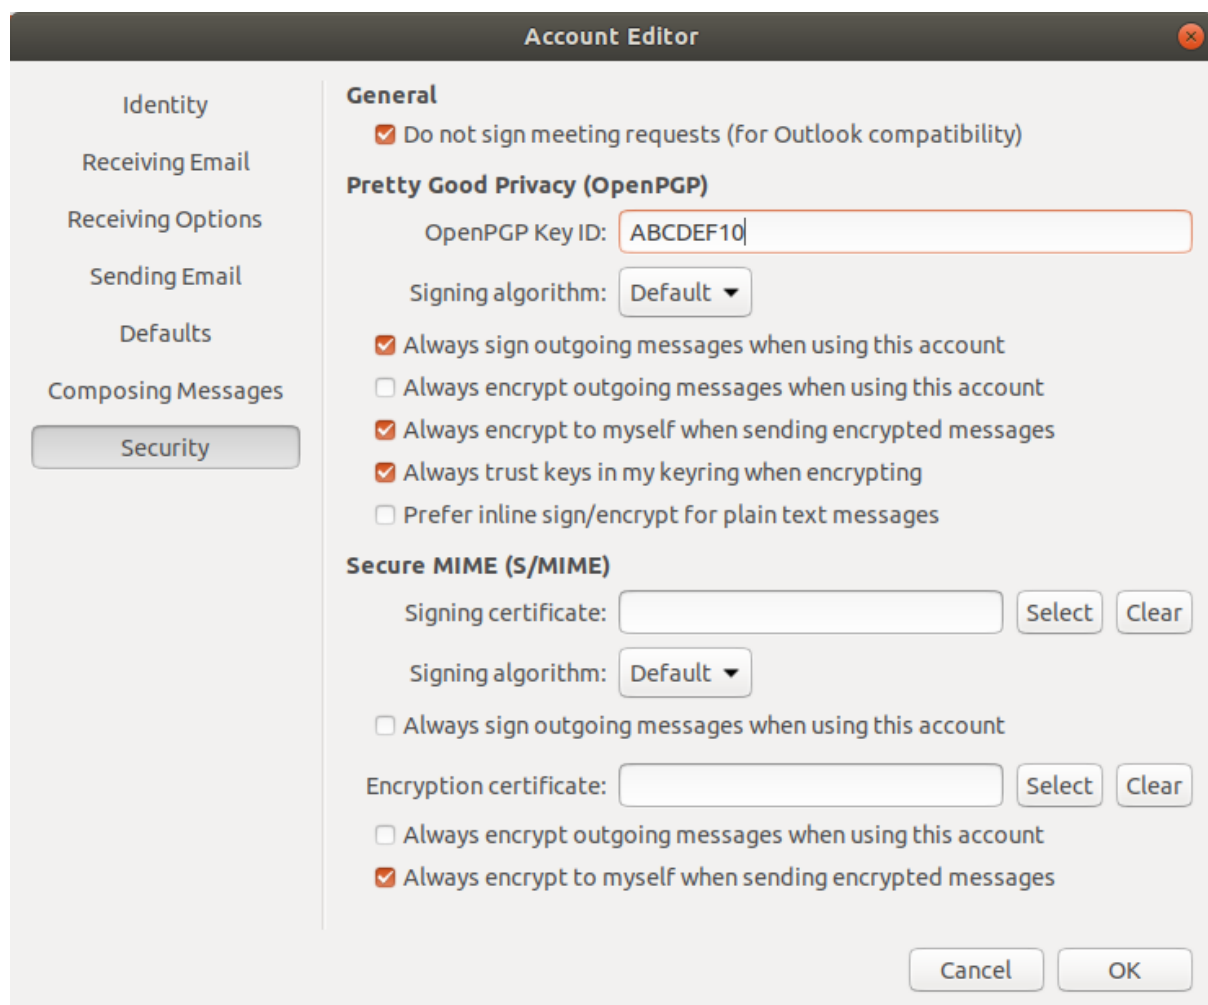 Account Editor
Identity
Receiving Email
Receiving Options
Sending Email
Defaults
Composing Messages
Security
General
Do not sign meeting requests (for Outlook compatibility)
Pretty Good Privacy (OpenPGP)
OpenPGP Key ID: ABCDEF10
Signing algorithm: Default
Always sign outgoing messages when using this account
Always encrypt outgoing messages when using this account
Always encrypt to myself when sending encrypted messages
Always trust keys in my keyring when encrypting
Prefer inline sign/encrypt for plain text messages
Secure MIME (S/MIME)
Signing certificate: Select Clear
Signing algorithm: Default
Always sign outgoing messages when using this account
Encryption certificate: Select Clear
Always encrypt outgoing messages when using this account
Always encrypt to myself when sending encrypted messages
Cancel OK